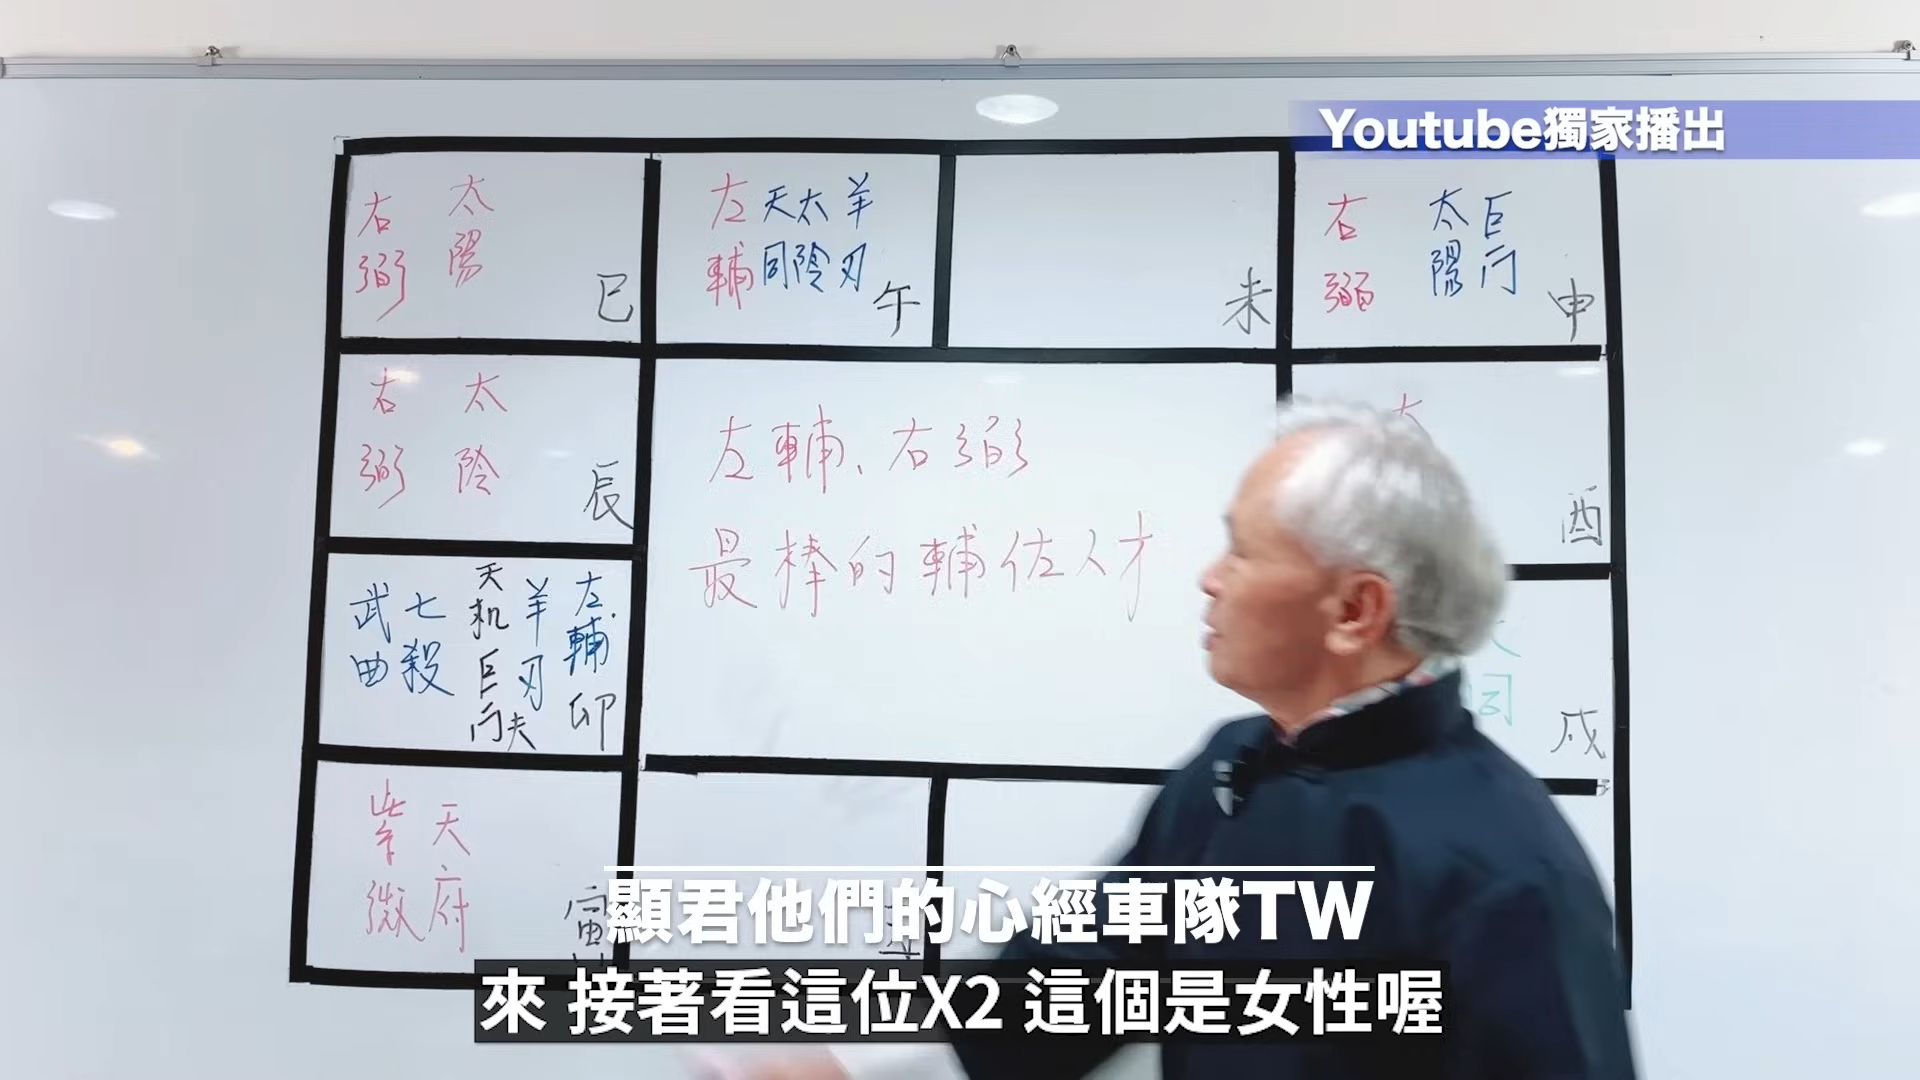 Youtube獨家播出
右弼 太陽 巳
左輔 天同 太陰 羊刃 午
未
右弼 太陽 巨门 申
右弼 太陰 辰
左輔、右弼
最棒的輔佐人才
酉
武曲 七殺 天机 巨门 夫 羊刃 左輔 卯
同 戌
紫微 天府
顯君他們的心經車隊TW
來 接著看這位X2 這個是女性喔